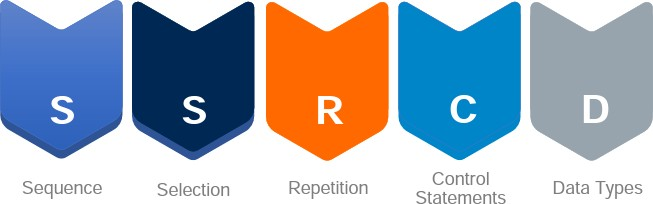 S
S
R
C
D
Sequence
Selection
Repetition
Control
Statements
Data Types